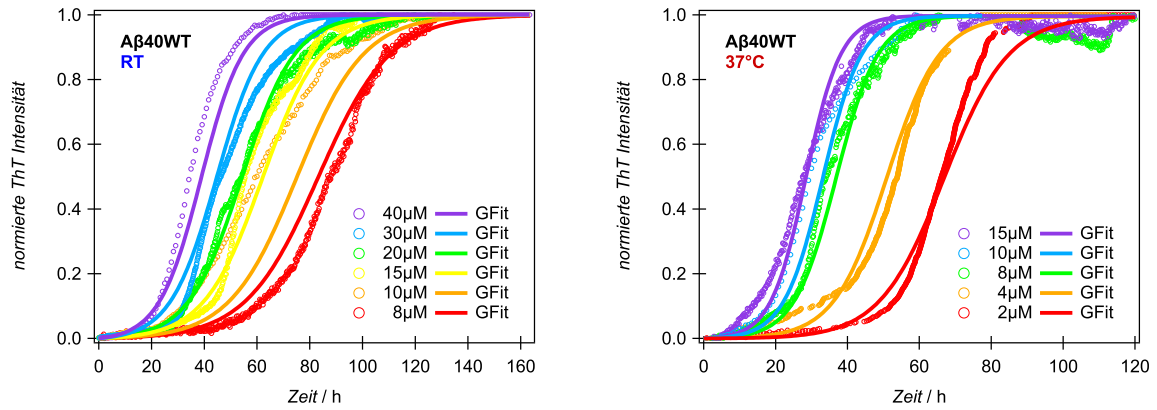 Aβ40WT
RT
normierte ThT Intensität
1.0
0.8
0.6
0.4
0.2
0.0
40µM GFit
30µM GFit
20µM GFit
15µM GFit
10µM GFit
8µM GFit
0 20 40 60 80 100 120 140 160
Zeit / h
Aβ40WT
37°C
normierte ThT Intensität
1.0
0.8
0.6
0.4
0.2
0.0
15µM GFit
10µM GFit
8µM GFit
4µM GFit
2µM GFit
0 20 40 60 80 100 120
Zeit / h